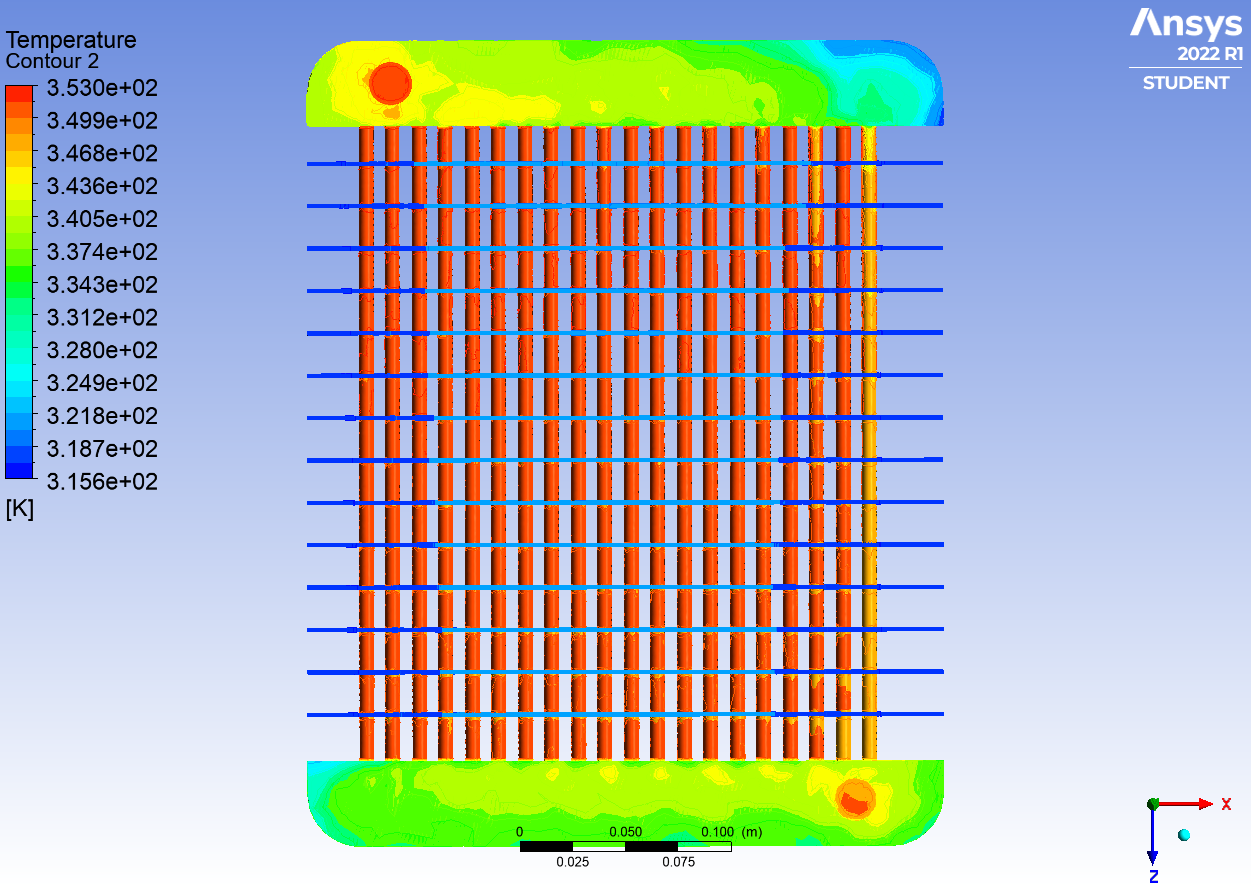 Temperature
Contour 2
3.530e+02
3.499e+02
3.468e+02
3.436e+02
3.405e+02
3.374e+02
3.343e+02
3.312e+02
3.280e+02
3.249e+02
3.218e+02
3.187e+02
3.156e+02
[K]
Ansys
2022 R1
STUDENT
0 0.050 0.100 (m)
0.025 0.075
X
Z